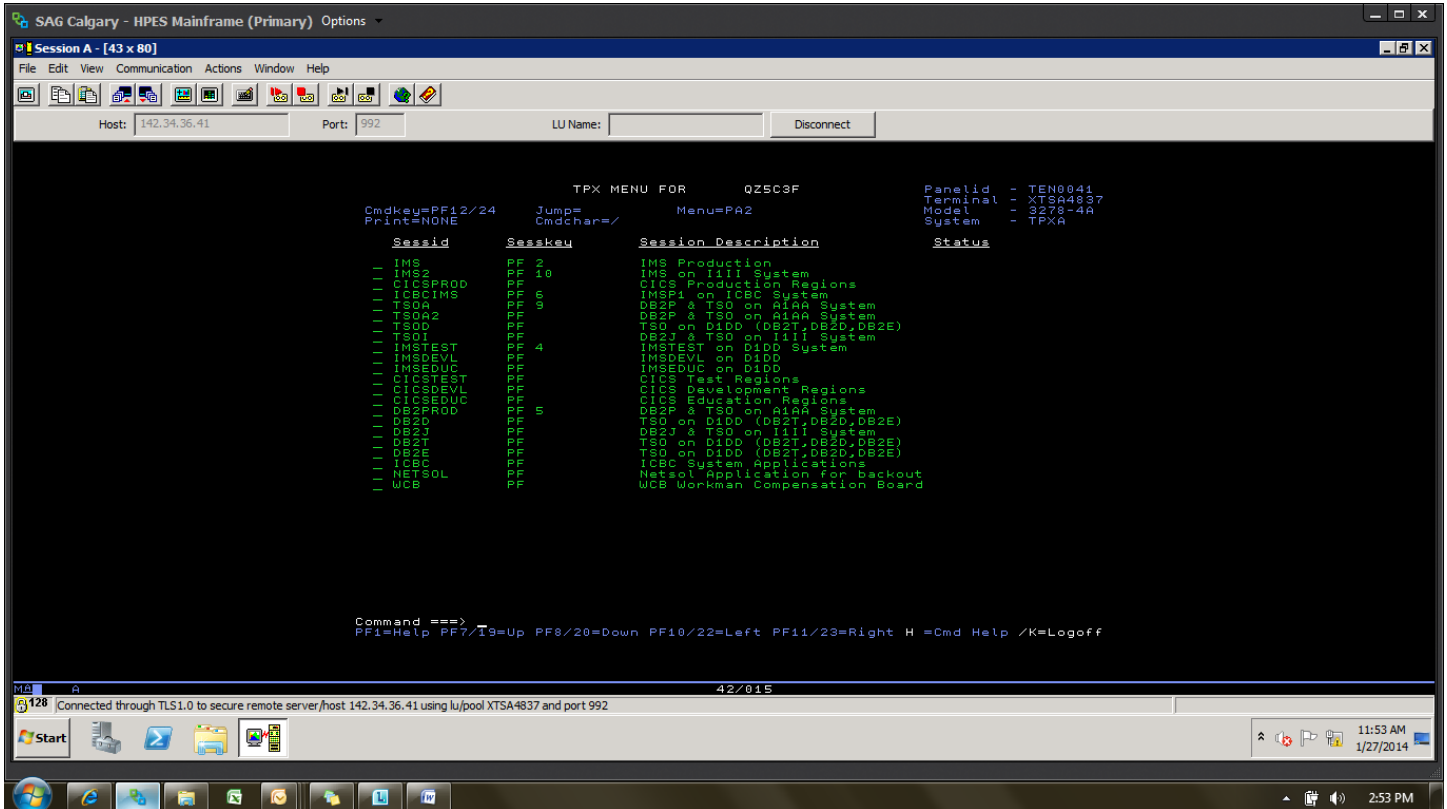 SAG Calgary - HPES Mainframe (Primary) Options
Session A - [43 x 80]
File Edit View Communication Actions Window Help
Host: 142.34.36.41 Port: 992 LU Name: Disconnect
TPX MENU FOR QZ5C3F Panelid - TEN0041
Terminal - XTSA4837
Cmdkey=PF12/24 Jump= Menu=PA2 Model - 3278-4A
Print=NONE Cmdchar=/ System - TPXA
Sessid Sesskey Session Description Status
_ IMS PF 2 IMS Production
_ IMS2 PF 10 IMS on I1II System
_ CICSPROD PF CICS Production Regions
_ ICBCIMS PF 6 IMSP1 on ICBC System
_ TSOA PF 9 DB2P & TSO on A1AA System
_ TSOA2 PF DB2P & TSO on A1AA System
_ TSOD PF TSO on D1DD (DB2T,DB2D,DB2E)
_ TSOI PF DB2J & TSO on I1II System
_ IMSTEST PF 4 IMSTEST on D1DD System
_ IMSDEVL PF IMSDEVL on D1DD
_ IMSEDUC PF IMSEDUC on D1DD
_ CICSTEST PF CICS Test Regions
_ CICSDEVL PF CICS Development Regions
_ CICSEDUC PF CICS Education Regions
_ DB2PROD PF 5 DB2P & TSO on A1AA System
_ DB2D PF TSO on D1DD (DB2T,DB2D,DB2E)
_ DB2J PF DB2J & TSO on I1II System
_ DB2T PF TSO on D1DD (DB2T,DB2D,DB2E)
_ DB2E PF TSO on D1DD (DB2T,DB2D,DB2E)
_ ICBC PF ICBC System Applications
_ NETSOL PF Netsol Application for backout
_ WCB PF WCB Workman Compensation Board
Command ===> _
PF1=Help PF7/19=Up PF8/20=Down PF10/22=Left PF11/23=Right H =Cmd Help /K=Logoff
MA A 42/015
128 Connected through TLS1.0 to secure remote server/host 142.34.36.41 using lu/pool XTSA4837 and port 992
Start 11:53 AM
1/27/2014
2:53 PM